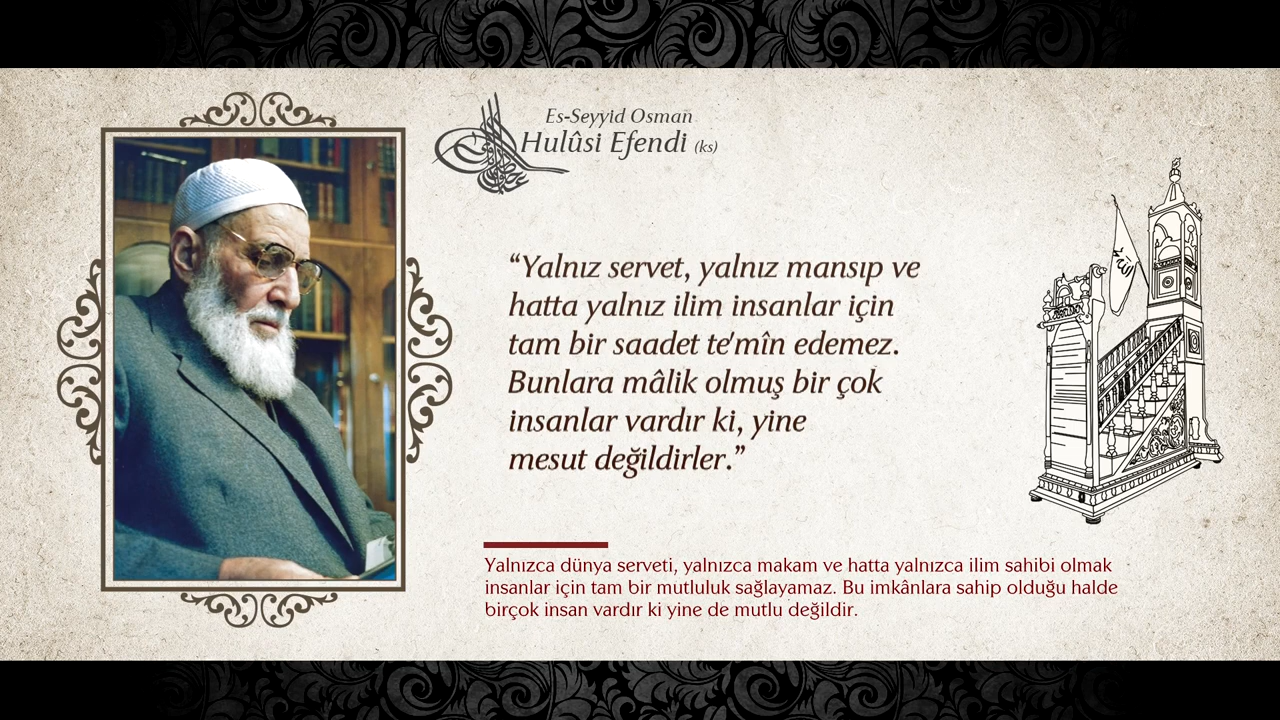 Es-Seyyid Osman
Hulûsi Efendi (ks)
“Yalnız servet, yalnız mansıp ve
hatta yalnız ilim insanlar için
tam bir saadet te'mîn edemez.
Bunlara mâlik olmuş bir çok
insanlar vardır ki, yine
mesut değildirler.”
Yalnızca dünya serveti, yalnızca makam ve hatta yalnızca ilim sahibi olmak
insanlar için tam bir mutluluk sağlayamaz. Bu imkânlara sahip olduğu halde
birçok insan vardır ki yine de mutlu değildir.